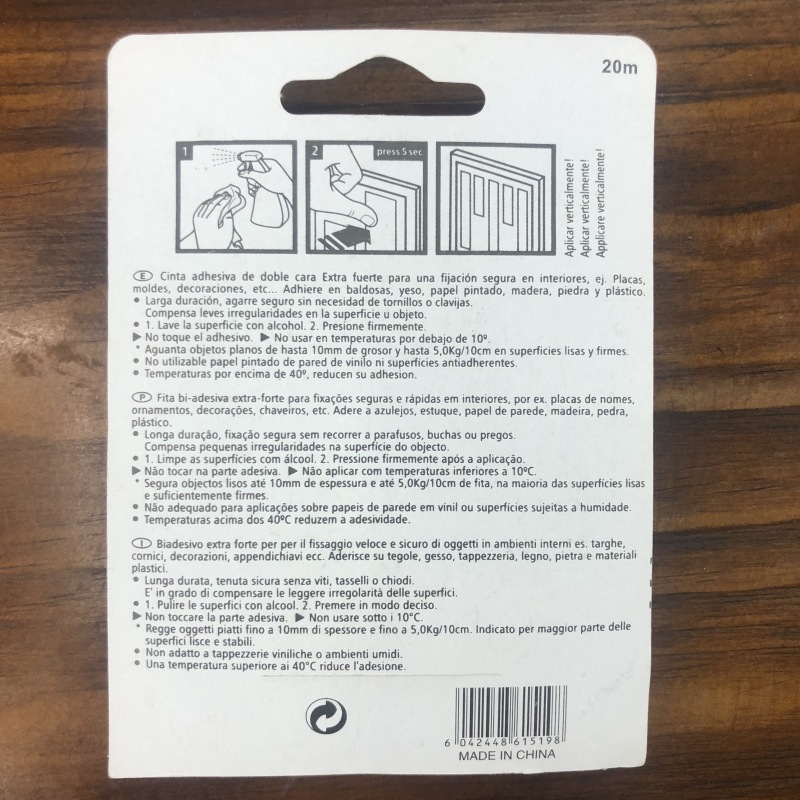 20m
1
2
press 5 sec
Aplicar verticalmente!
Aplicar verticalmente!
Applicare verticalmente!
E Cinta adhesiva de doble cara Extra fuerte para una fijación segura en interiores, ej. Placas,
moldes, decoraciones, etc... Adhiere en baldosas, yeso, papel pintado, madera, piedra y plástico.
• Larga duración, agarre seguro sin necesidad de tornillos o clavijas.
Compensa leves irregularidades en la superficie u objeto.
• 1. Lave la superficie con alcohol. 2. Presione firmemente.
▶ No toque el adhesivo. ▶ No usar en temperaturas por debajo de 10º.
* Aguanta objetos planos de hasta 10mm de grosor y hasta 5,0Kg/10cm en superficies lisas y firmes.
• No utilizable papel pintado de pared de vinilo ni superficies antiadherentes.
• Temperaturas por encima de 40º, reducen su adhesion.
P Fita bi-adesiva extra-forte para fixações seguras e rápidas em interiores, por ex. placas de nomes,
ornamentos, decorações, chaveiros, etc. Adere a azulejos, estuque, papel de parede, madeira, pedra,
plástico.
• Longa duração, fixação segura sem recorrer a parafusos, buchas ou pregos.
Compensa pequenas irregularidades na superfície do objecto.
• 1. Limpe as superfícies com álcool. 2. Pressione firmemente após a aplicação.
▶ Não tocar na parte adesiva. ▶ Não aplicar com temperaturas inferiores a 10°C.
* Segura objectos lisos até 10mm de espessura e até 5,0Kg/10cm de fita, na maioria das superfícies lisas
e suficientemente firmes.
• Não adequado para aplicações sobre papeis de parede em vínil ou superfícies sujeitas a humidade.
• Temperaturas acima dos 40ºC reduzem a adesividade.
I Biadesivo extra forte per per il fissaggio veloce e sicuro di oggetti in ambienti interni es. targhe,
cornici, decorazioni, appendichiavi ecc. Aderisce su tegole, gesso, tappezzeria, legno, pietra e materiali
plastici.
• Lunga durata, tenuta sicura senza viti, tasselli o chiodi.
E' in grado di compensare le leggere irregolarità delle superfici.
• 1. Pulire le superfici con alcool. 2. Premere in modo deciso.
▶ Non toccare la parte adesiva. ▶ Non usare sotto i 10°C.
* Regge oggetti piatti fino a 10mm di spessore e fino a 5,0Kg/10cm. Indicato per maggior parte delle
superfici lisce e stabili.
• Non adatto a tappezzerie viniliche o ambienti umidi.
• Una temperatura superiore ai 40°C riduce l'adesione.
6 042448 615198
MADE IN CHINA